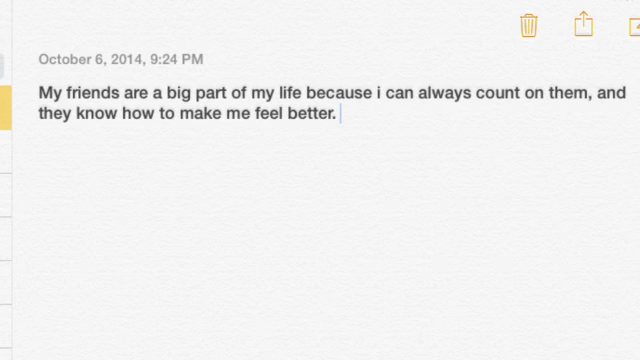 October 6, 2014, 9:24 PM
My friends are a big part of my life because i can always count on them, and
they know how to make me feel better.